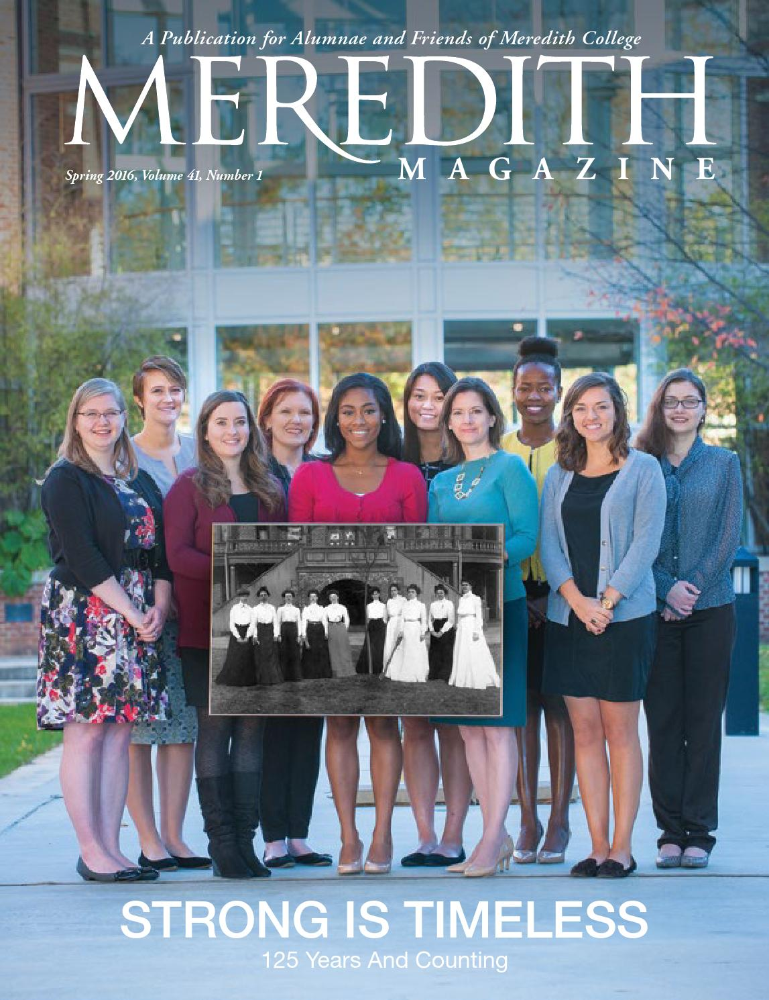 A Publication for Alumnae and Friends of Meredith College
MEREDITH
Spring 2016, Volume 41, Number 1
MAGAZINE
STRONG IS TIMELESS
125 Years And Counting